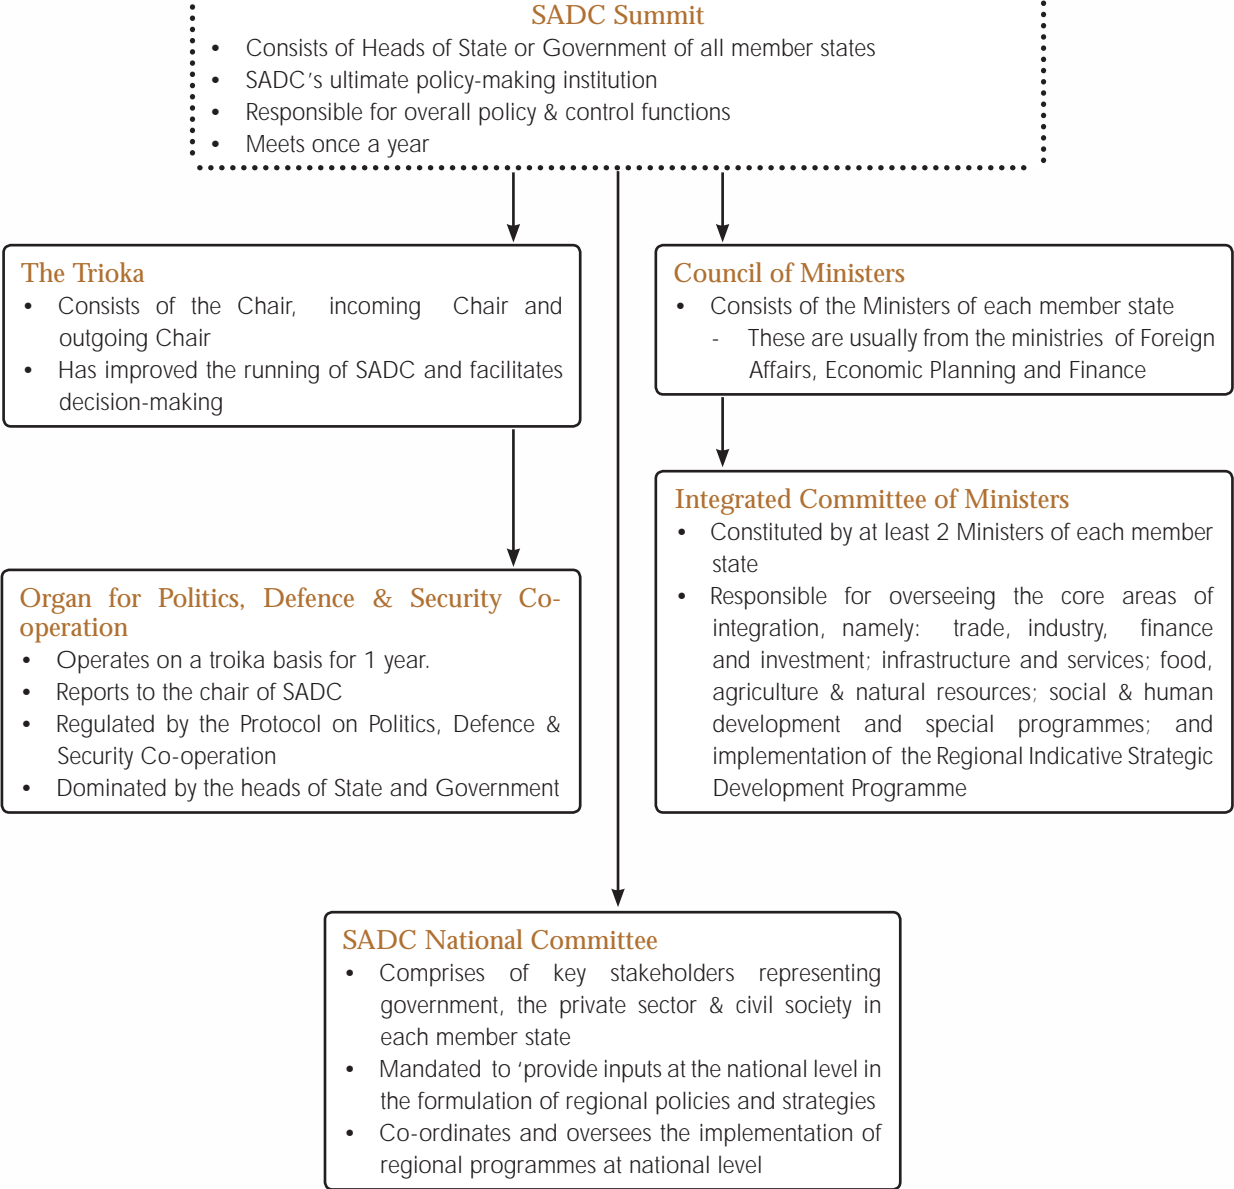 SADC Summit
• Consists of Heads of State or Government of all member states
• SADC's ultimate policy-making institution
• Responsible for overall policy & control functions
• Meets once a year
The Trioka
• Consists of the Chair, incoming Chair and
outgoing Chair
• Has improved the running of SADC and facilitates
decision-making
Council of Ministers
• Consists of the Ministers of each member state
- These are usually from the ministries of Foreign
Affairs, Economic Planning and Finance
Organ for Politics, Defence & Security Co-
operation
• Operates on a troika basis for 1 year.
• Reports to the chair of SADC
• Regulated by the Protocol on Politics, Defence &
Security Co-operation
• Dominated by the heads of State and Government
Integrated Committee of Ministers
• Constituted by at least 2 Ministers of each member
state
• Responsible for overseeing the core areas of
integration, namely: trade, industry, finance
and investment; infrastructure and services; food,
agriculture & natural resources; social & human
development and special programmes; and
implementation of the Regional Indicative Strategic
Development Programme
SADC National Committee
• Comprises of key stakeholders representing
government, the private sector & civil society in
each member state
• Mandated to 'provide inputs at the national level in
the formulation of regional policies and strategies
• Co-ordinates and oversees the implementation of
regional programmes at national level